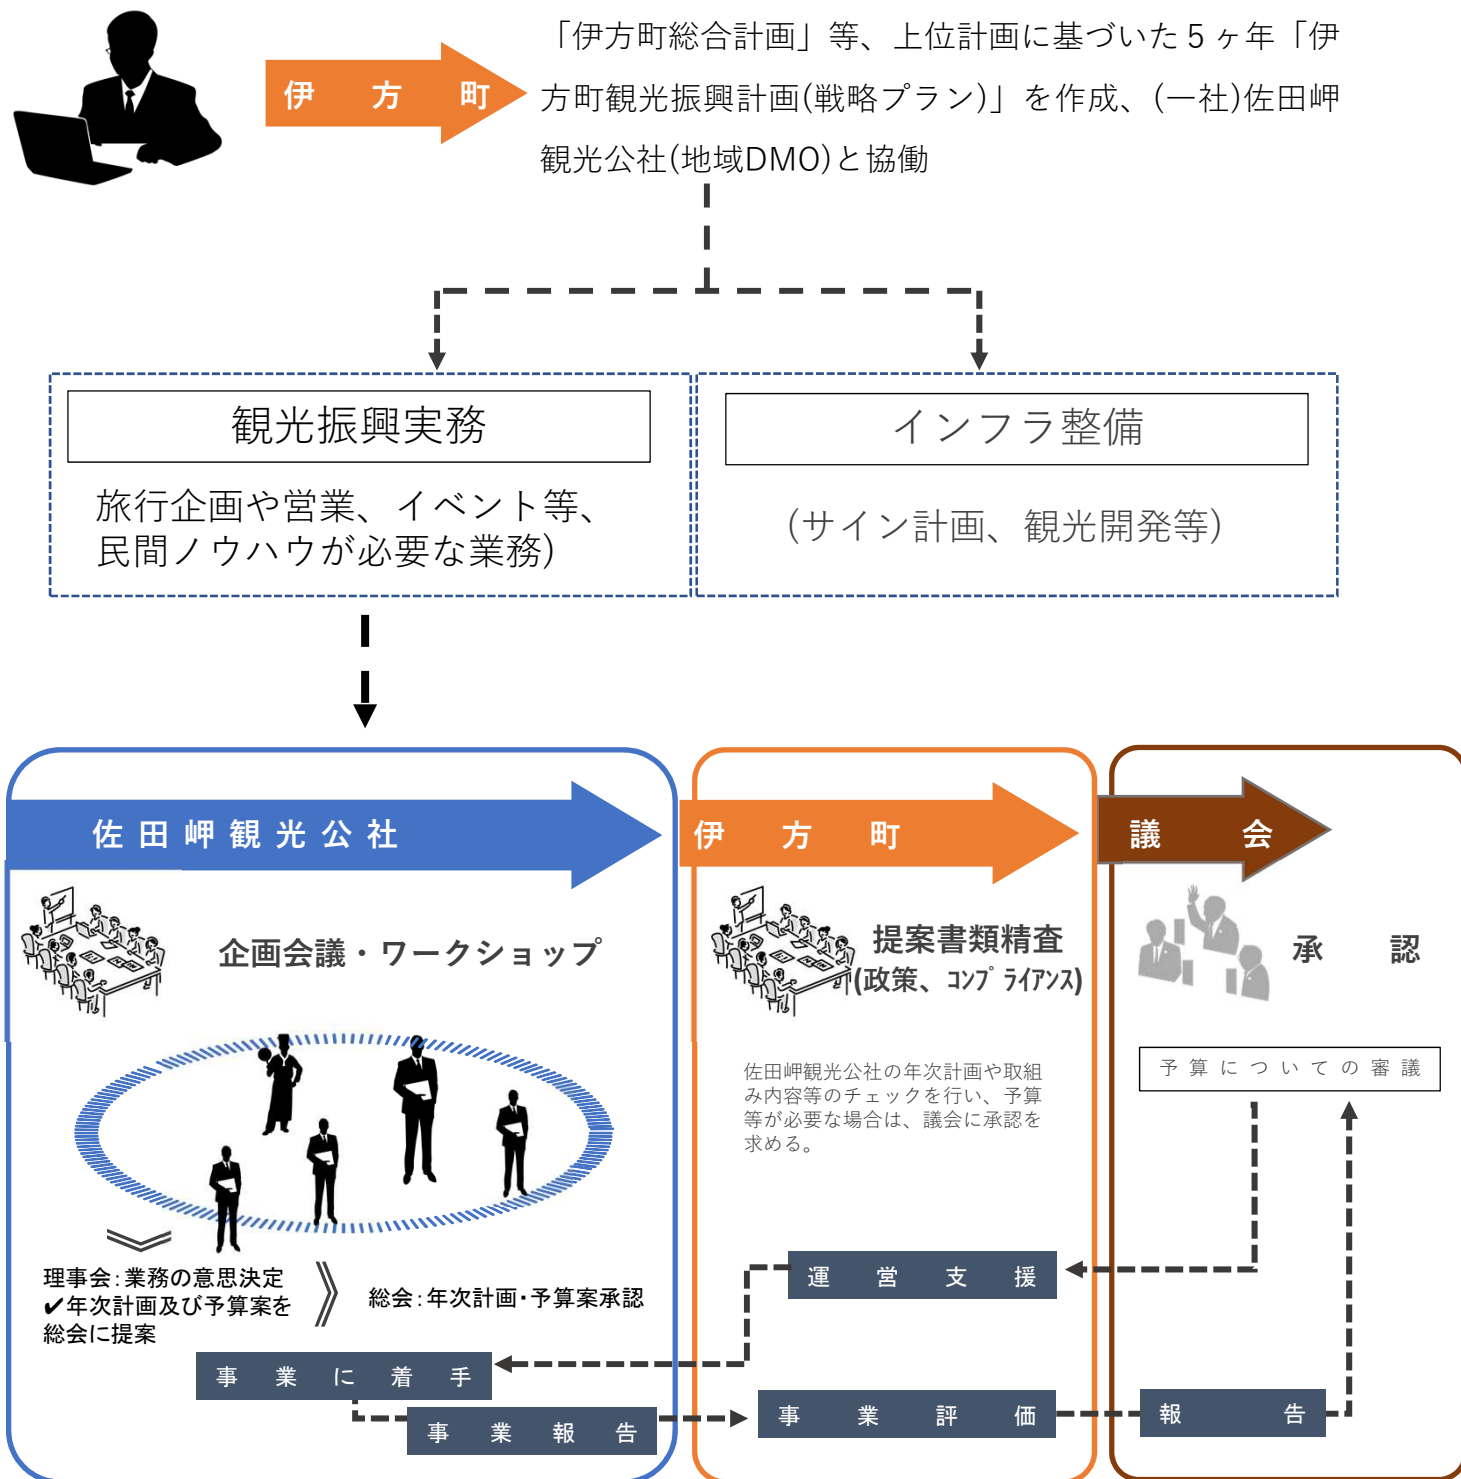 伊方町
「伊方町総合計画」等、上位計画に基づいた5ヶ年「伊
方町観光振興計画(戦略プラン)」を作成、(一社)佐田岬
観光公社(地域DMO)と協働
観光振興実務
旅行企画や営業、イベント等、
民間ノウハウが必要な業務)
インフラ整備
(サイン計画、観光開発等)
佐田岬観光公社
企画会議・ワークショップ
理事会:業務の意思決定
✔年次計画及び予算案を
総会に提案
総会:年次計画・予算案承認
事業に着手
事業報告
伊方町
提案書類精査
(政策、コンプライアンス)
佐田岬観光公社の年次計画や取組
み内容等のチェックを行い、予算
等が必要な場合は、議会に承認を
求める。
運営支援
事業評価
議会
承認
予算についての審議
報告